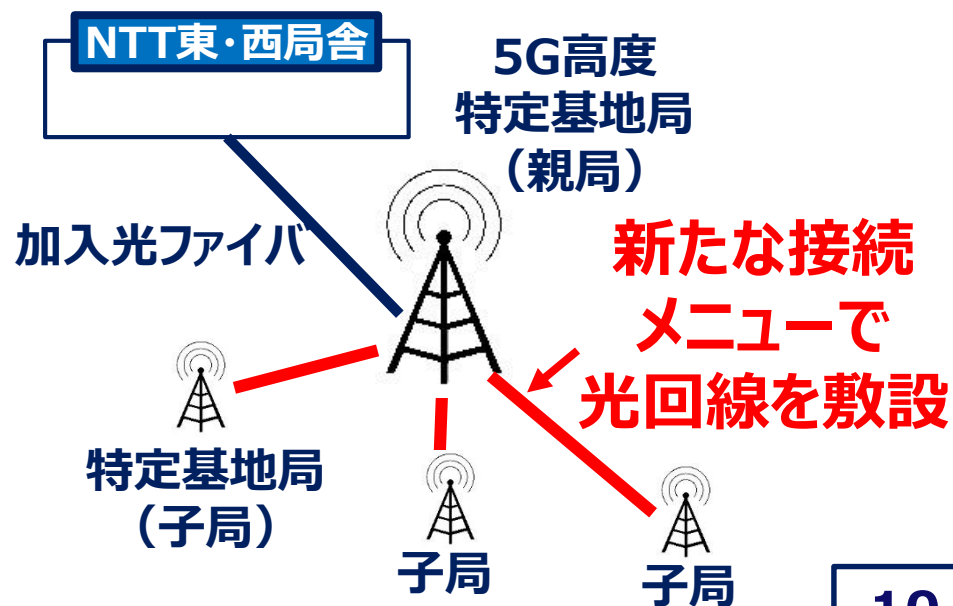 NTT東・西局舎
5G高度
特定基地局
（親局）
加入光ファイバ
新たな接続
メニューで
光回線を敷設
特定基地局
（子局）
子局
子局